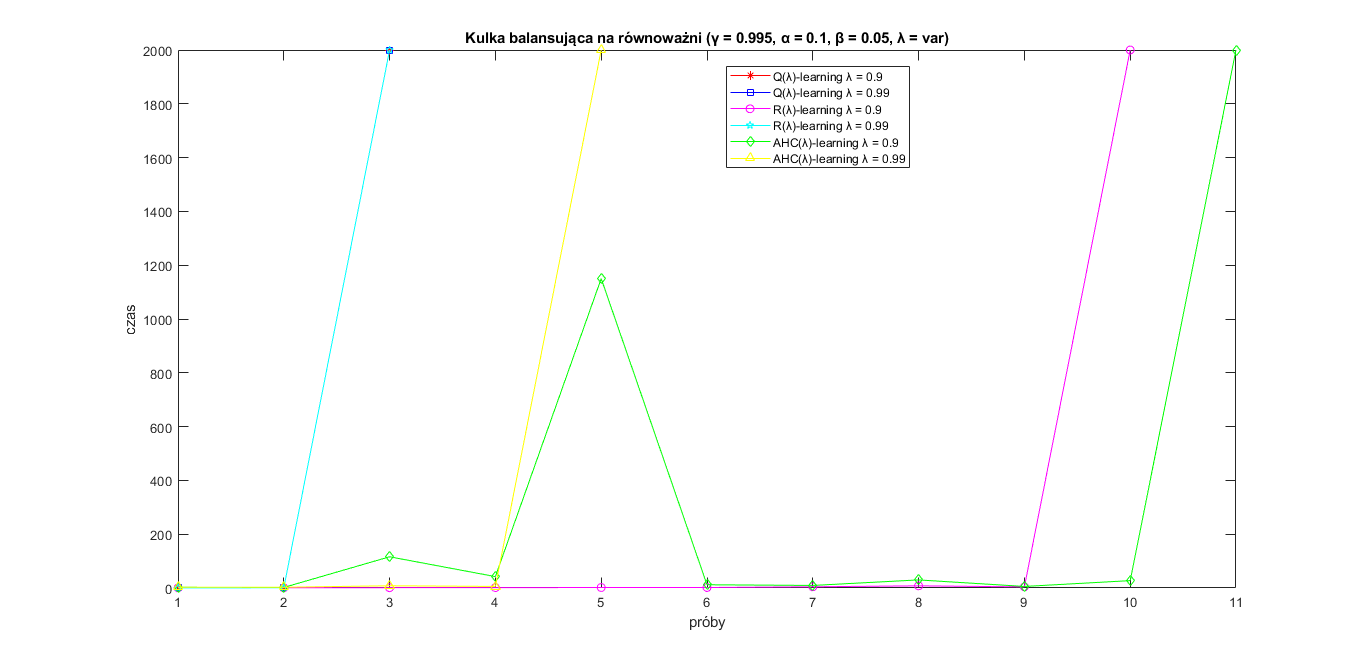 Kulka balansująca na równoważni (γ = 0.995, α = 0.1, β = 0.05, λ = var)
2000
1800
1600
1400
1200
1000
800
600
400
200
0
czas
Q(λ)-learning λ = 0.9
Q(λ)-learning λ = 0.99
R(λ)-learning λ = 0.9
R(λ)-learning λ = 0.99
AHC(λ)-learning λ = 0.9
AHC(λ)-learning λ = 0.99
1 2 3 4 5 6 7 8 9 10 11
próby